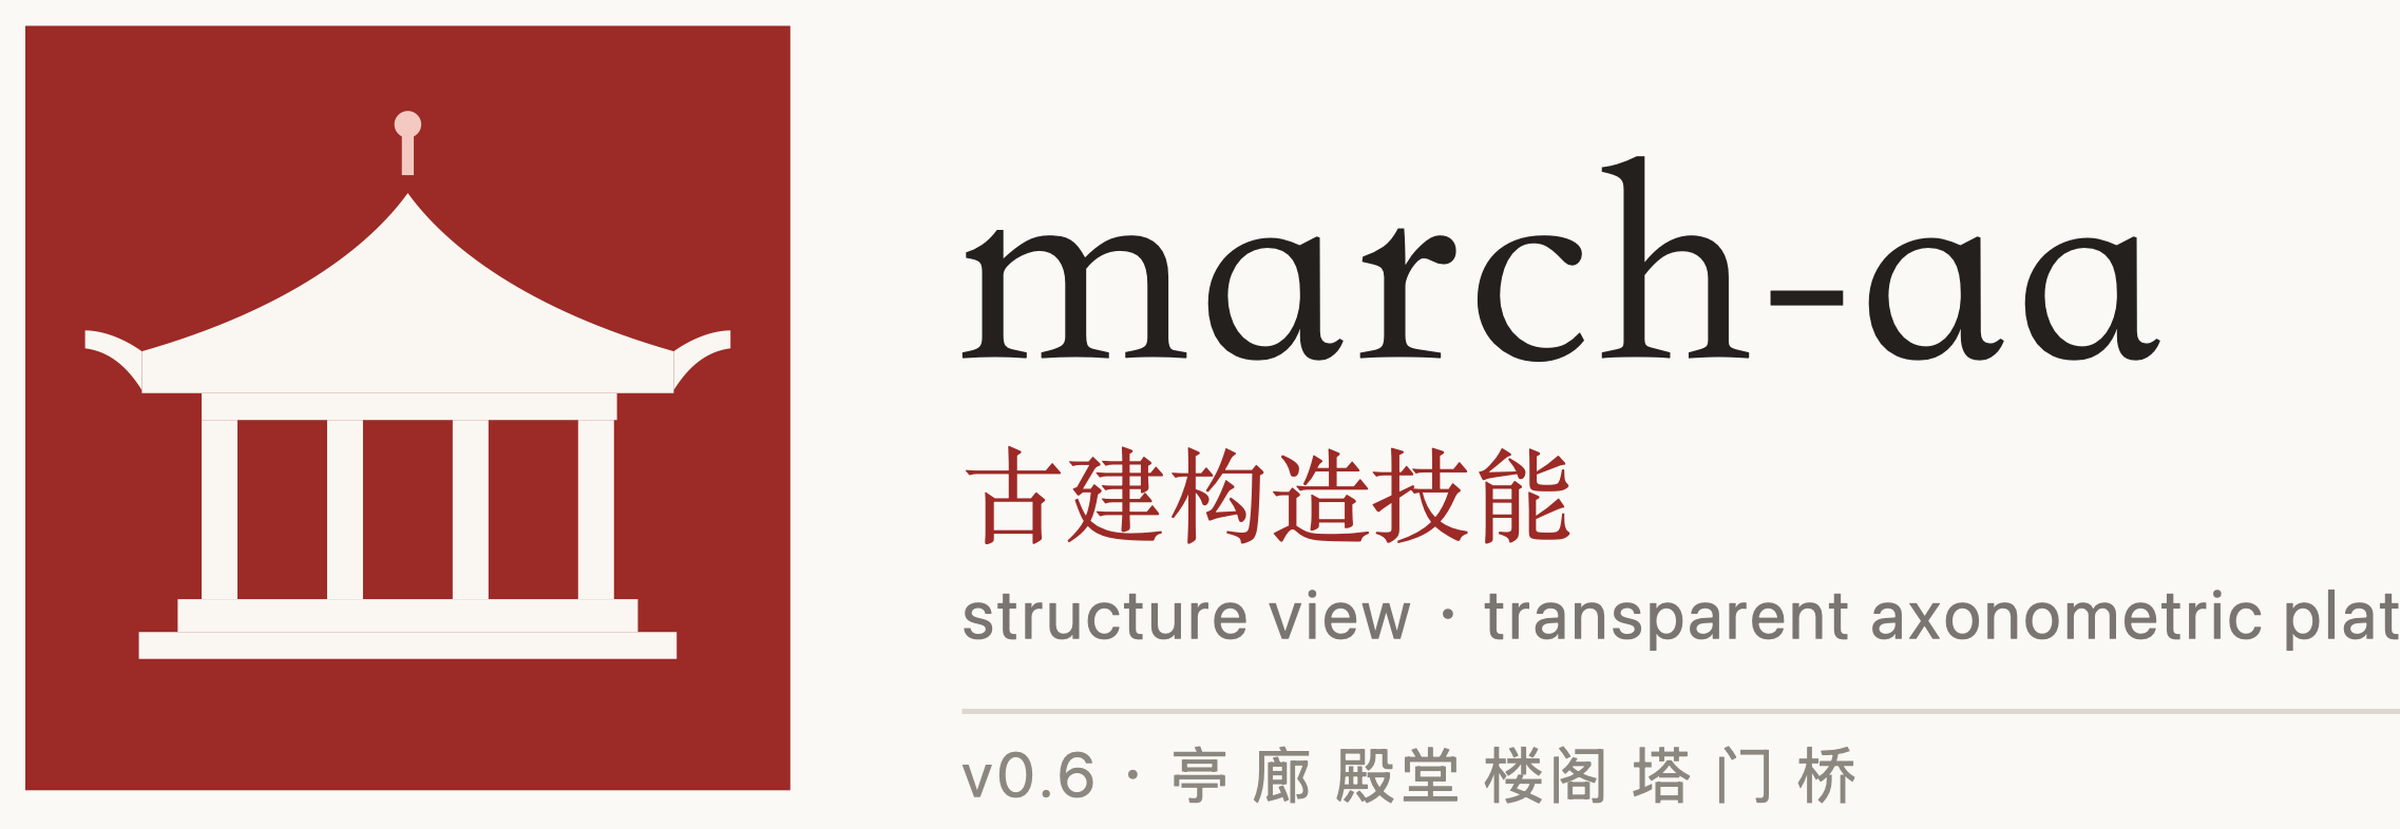 march-aa
古建构造技能
structure view · transparent axonometric plat
v0.6 · 亭 廊 殿堂 楼阁 塔 门 桥